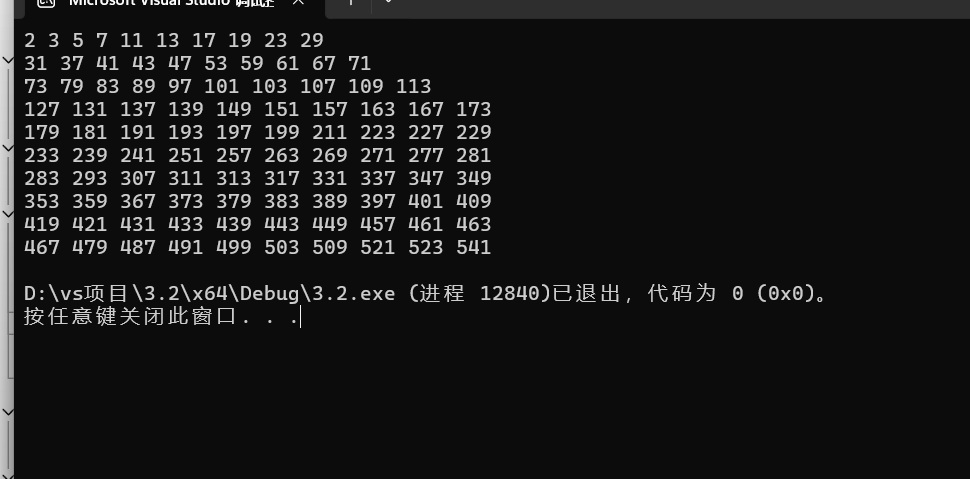 Microsoft Visual Studio 调试控
2 3 5 7 11 13 17 19 23 29
31 37 41 43 47 53 59 61 67 71
73 79 83 89 97 101 103 107 109 113
127 131 137 139 149 151 157 163 167 173
179 181 191 193 197 199 211 223 227 229
233 239 241 251 257 263 269 271 277 281
283 293 307 311 313 317 331 337 347 349
353 359 367 373 379 383 389 397 401 409
419 421 431 433 439 443 449 457 461 463
467 479 487 491 499 503 509 521 523 541
D:\vs项目\3.2\x64\Debug\3.2.exe (进程 12840)已退出，代码为 0 (0x0)。
按任意键关闭此窗口. . .